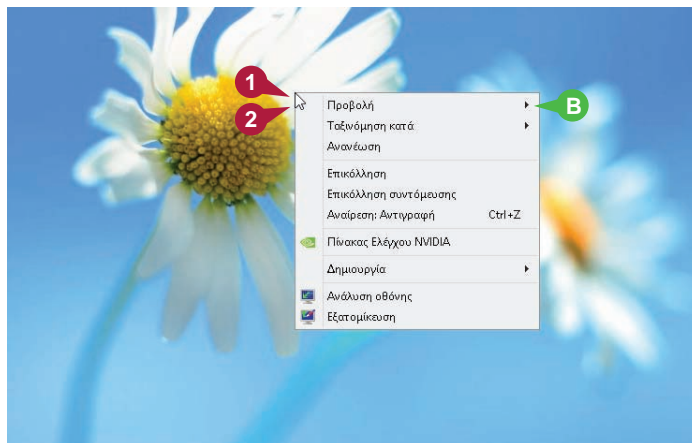 1
2
B
Προβολή
Ταξινόμηση κατά
Ανανέωση
Επικόλληση
Επικόλληση συντόμευσης
Αναίρεση: Αντιγραφή Ctrl+Z
Πίνακας Ελέγχου NVIDIA
Δημιουργία
Ανάλυση οθόνης
Εξατομίκευση